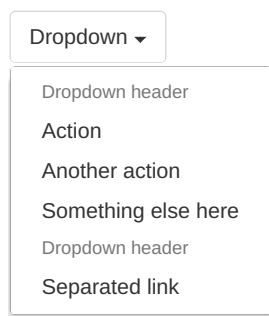 Dropdown
Dropdown header
Action
Another action
Something else here
Dropdown header
Separated link